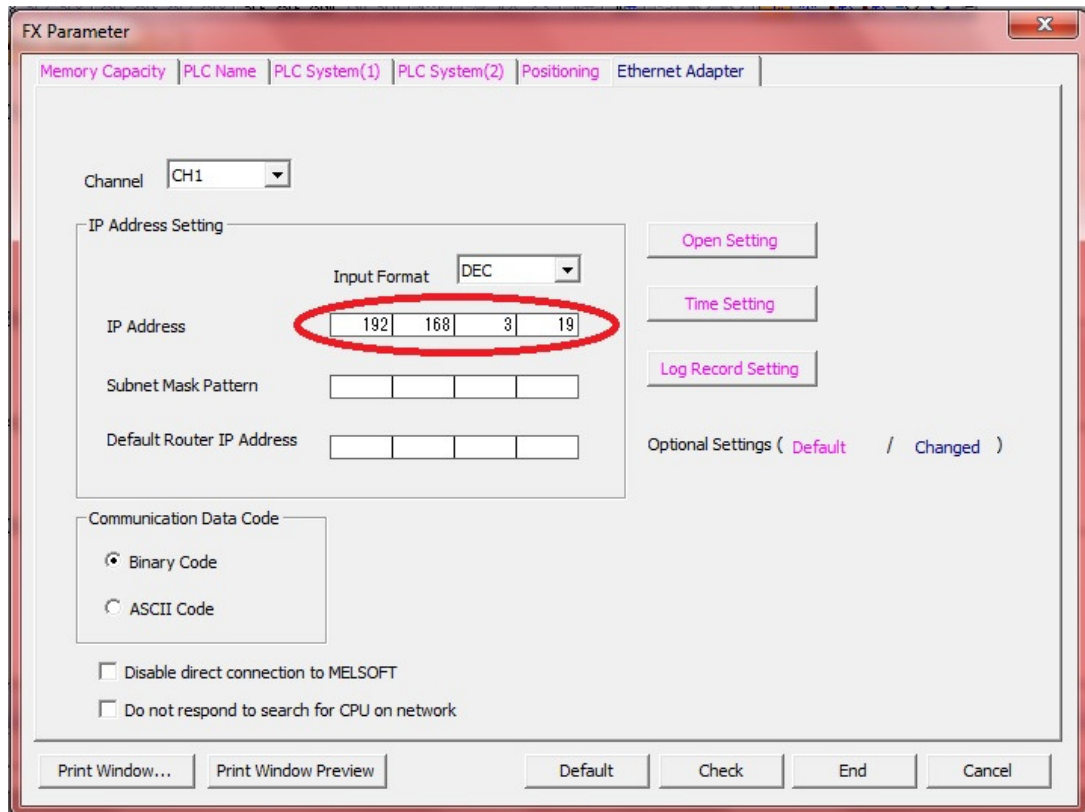 FX Parameter
Memory Capacity PLC Name PLC System(1) PLC System(2) Positioning Ethernet Adapter
Channel CH1
IP Address Setting
Input Format DEC
IP Address 192 168 3 19
Subnet Mask Pattern
Default Router IP Address
Open Setting
Time Setting
Log Record Setting
Optional Settings ( Default / Changed )
Communication Data Code
Binary Code
ASCII Code
Disable direct connection to MELSOFT
Do not respond to search for CPU on network
Print Window... Print Window Preview Default Check End Cancel